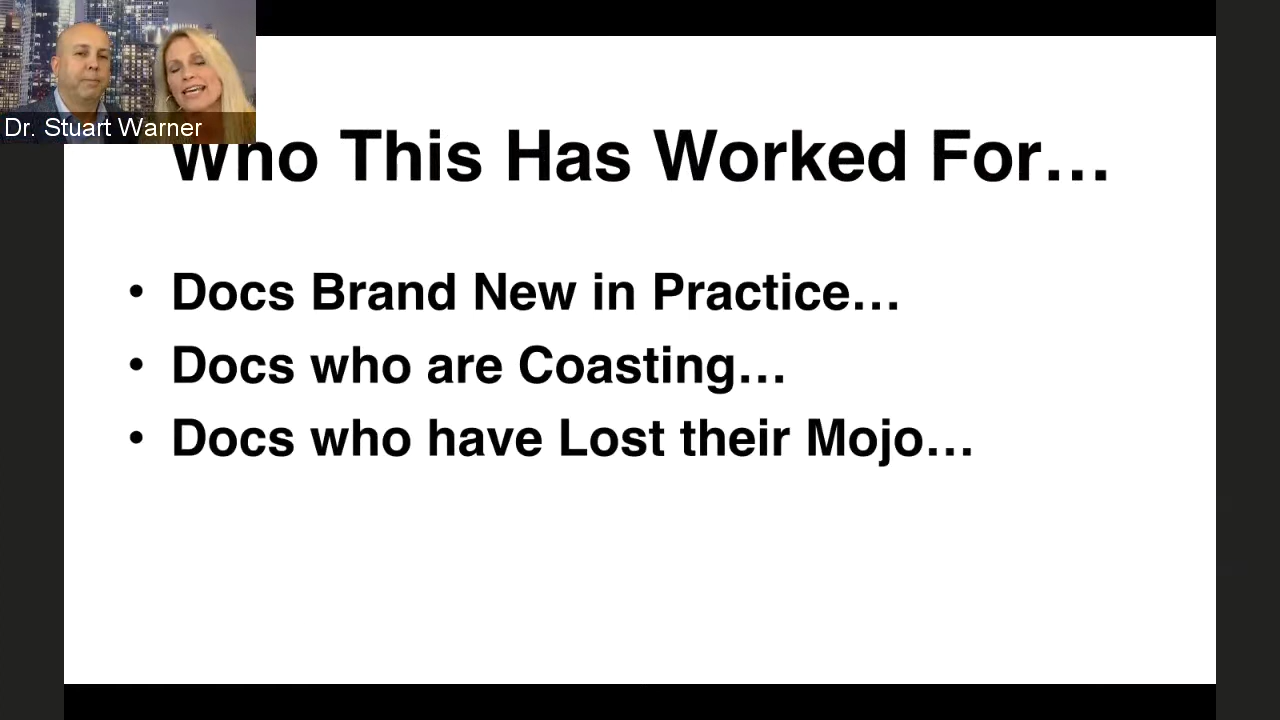 Dr. Stuart Warner
Who This Has Worked For…
• Docs Brand New in Practice…
• Docs who are Coasting…
• Docs who have Lost their Mojo…